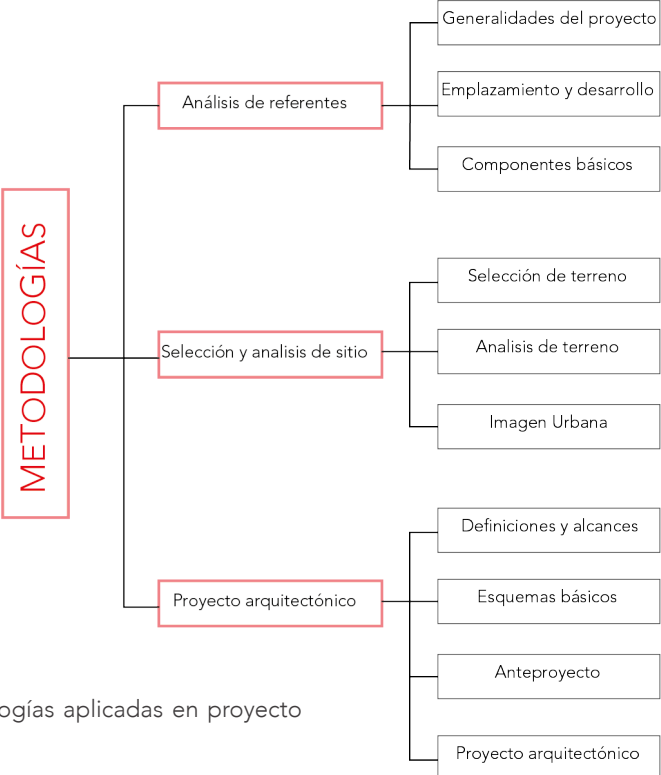 METODOLOGÍAS
Análisis de referentes
Generalidades del proyecto
Emplazamiento y desarrollo
Componentes básicos
Selección y analisis de sitio
Selección de terreno
Analisis de terreno
Imagen Urbana
Proyecto arquitectónico
Definiciones y alcances
Esquemas básicos
Anteproyecto
Proyecto arquitectónico
aplicadas en proyecto